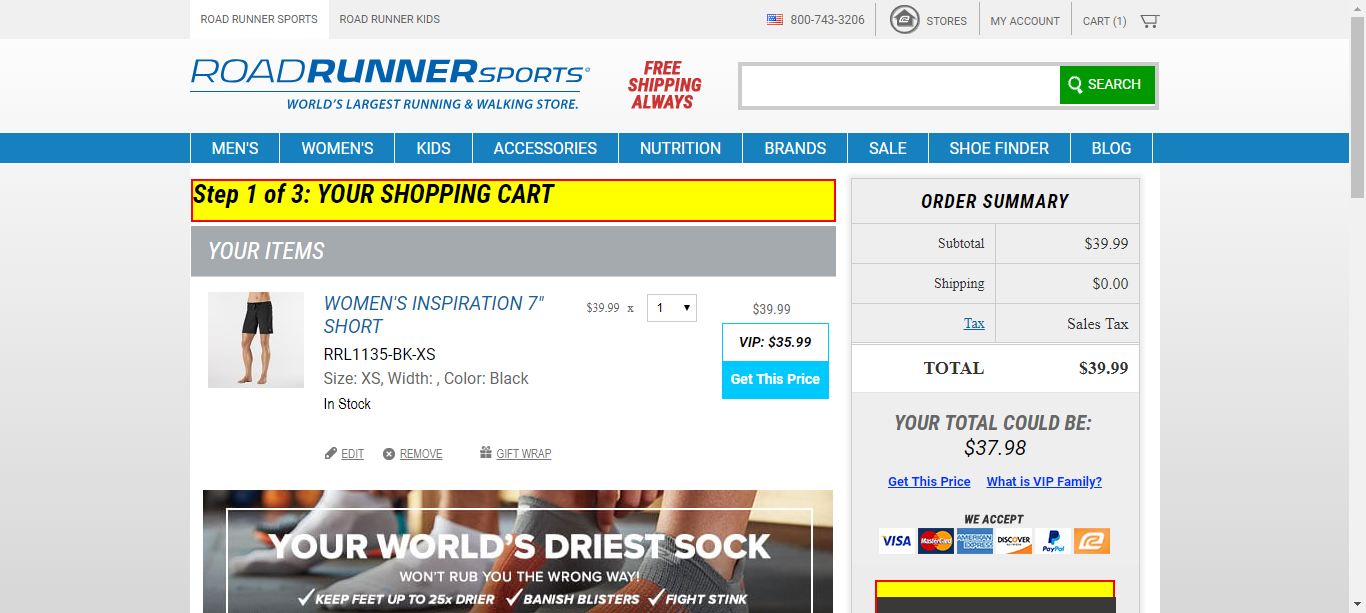 ROAD RUNNER SPORTS
ROAD RUNNER KIDS
800-743-3206
STORES
MY ACCOUNT
CART (1)
ROADRUNNERSPORTS®
WORLD'S LARGEST RUNNING & WALKING STORE.
FREE
SHIPPING
ALWAYS
SEARCH
MEN'S
WOMEN'S
KIDS
ACCESSORIES
NUTRITION
BRANDS
SALE
SHOE FINDER
BLOG
Step 1 of 3: YOUR SHOPPING CART
YOUR ITEMS
WOMEN'S INSPIRATION 7"
SHORT
RRL1135-BK-XS
Size: XS, Width: , Color: Black
In Stock
$39.99 x 1
$39.99
VIP: $35.99
Get This Price
EDIT
REMOVE
GIFT WRAP
YOUR WORLD'S DRIEST SOCK
WON'T RUB YOU THE WRONG WAY!
KEEP FEET UP TO 25x DRIER
BANISH BLISTERS
FIGHT STINK
ORDER SUMMARY
Subtotal $39.99
Shipping $0.00
Tax Sales Tax
TOTAL $39.99
YOUR TOTAL COULD BE:
$37.98
Get This Price
What is VIP Family?
WE ACCEPT
VISA
MasterCard
AMERICAN
EXPRESS
DISCOVER
PayPal